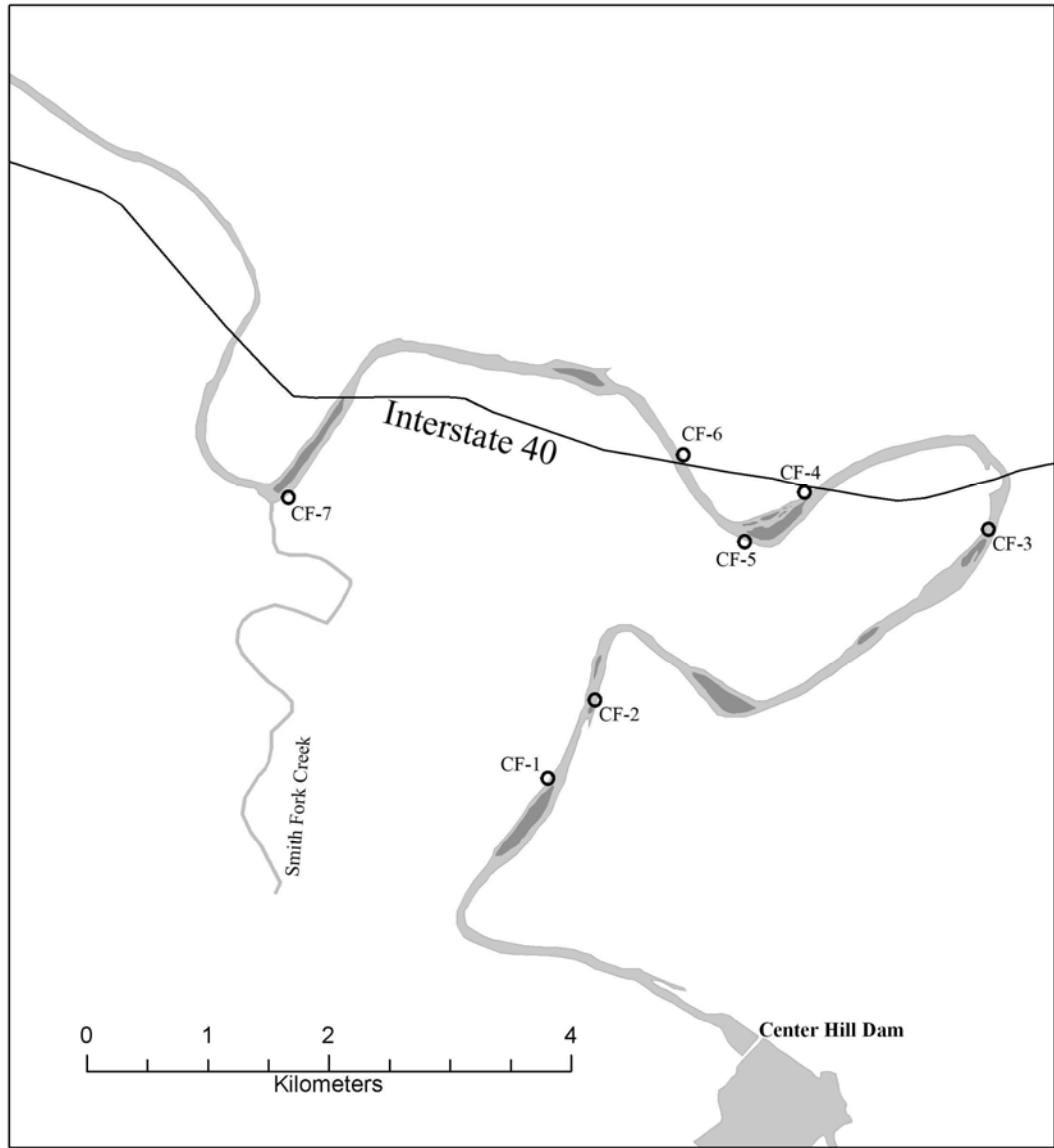 Interstate 40
CF-6
CF-4
CF-7
CF-5
CF-3
CF-2
CF-1
Smith Fork Creek
Center Hill Dam
0 1 2 4
Kilometers